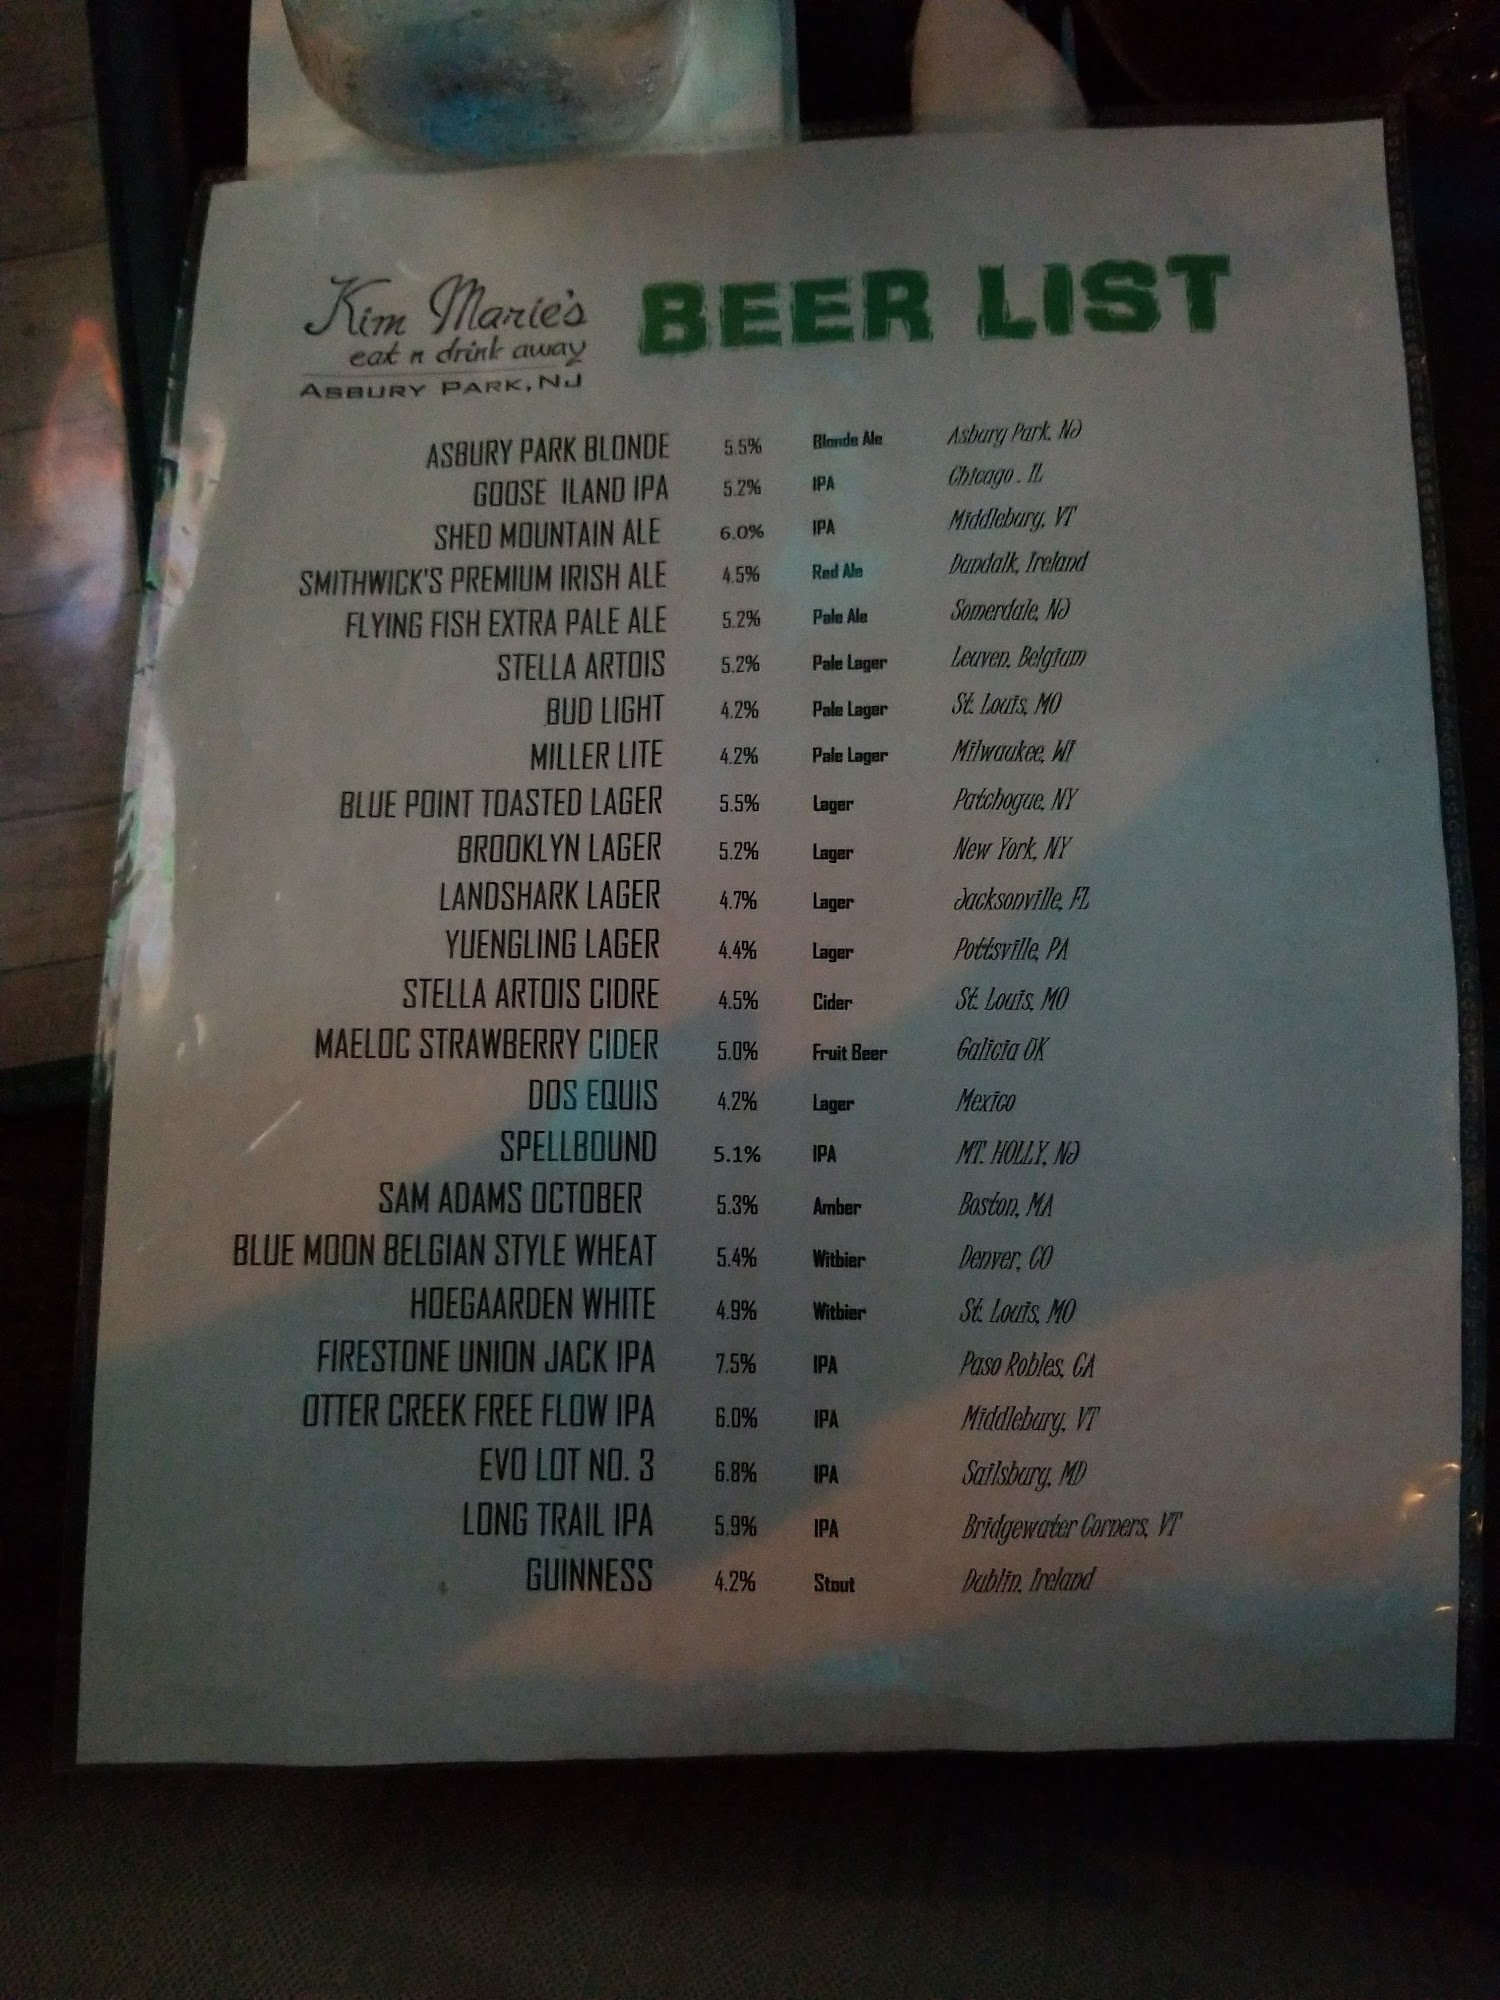 Kim Marie's BEER LIST
eat n drink away
ASBURY PARK, NJ
ASBURY PARK BLONDE 5.5% Blonde Ale Asbury Park, NJ
GOOSE ILAND IPA 5.2% IPA Chicago . IL
SHED MOUNTAIN ALE 6.0% IPA Middlebury, VT
SMITHWICK'S PREMIUM IRISH ALE 4.5% Red Ale Dundalk, Ireland
FLYING FISH EXTRA PALE ALE 5.2% Pale Ale Somerdale, NJ
STELLA ARTOIS 5.2% Pale Lager Leuven, Belgium
BUD LIGHT 4.2% Pale Lager St. Louis, MO
MILLER LITE 4.2% Pale Lager Milwaukee, WI
BLUE POINT TOASTED LAGER 5.5% Lager Patchogue, NY
BROOKLYN LAGER 5.2% Lager New York, NY
LANDSHARK LAGER 4.7% Lager Jacksonville, FL
YUENGLING LAGER 4.4% Lager Pottsville, PA
STELLA ARTOIS CIDRE 4.5% Cider St. Louis, MO
MAELOC STRAWBERRY CIDER 5.0% Fruit Beer Galicia UK
DOS EQUIS 4.2% Lager Mexico
SPELLBOUND 5.1% IPA MT. HOLLY, NJ
SAM ADAMS OCTOBER 5.3% Amber Boston, MA
BLUE MOON BELGIAN STYLE WHEAT 5.4% Witbier Denver, CO
HOEGAARDEN WHITE 4.9% Witbier St. Louis, MO
FIRESTONE UNION JACK IPA 7.5% IPA Paso Robles, CA
OTTER CREEK FREE FLOW IPA 6.0% IPA Middlebury, VT
EVO LOT NO. 3 6.8% IPA Sailsbury, MD
LONG TRAIL IPA 5.9% IPA Bridgewater Corners, VT
GUINNESS 4.2% Stout Dublin, Ireland